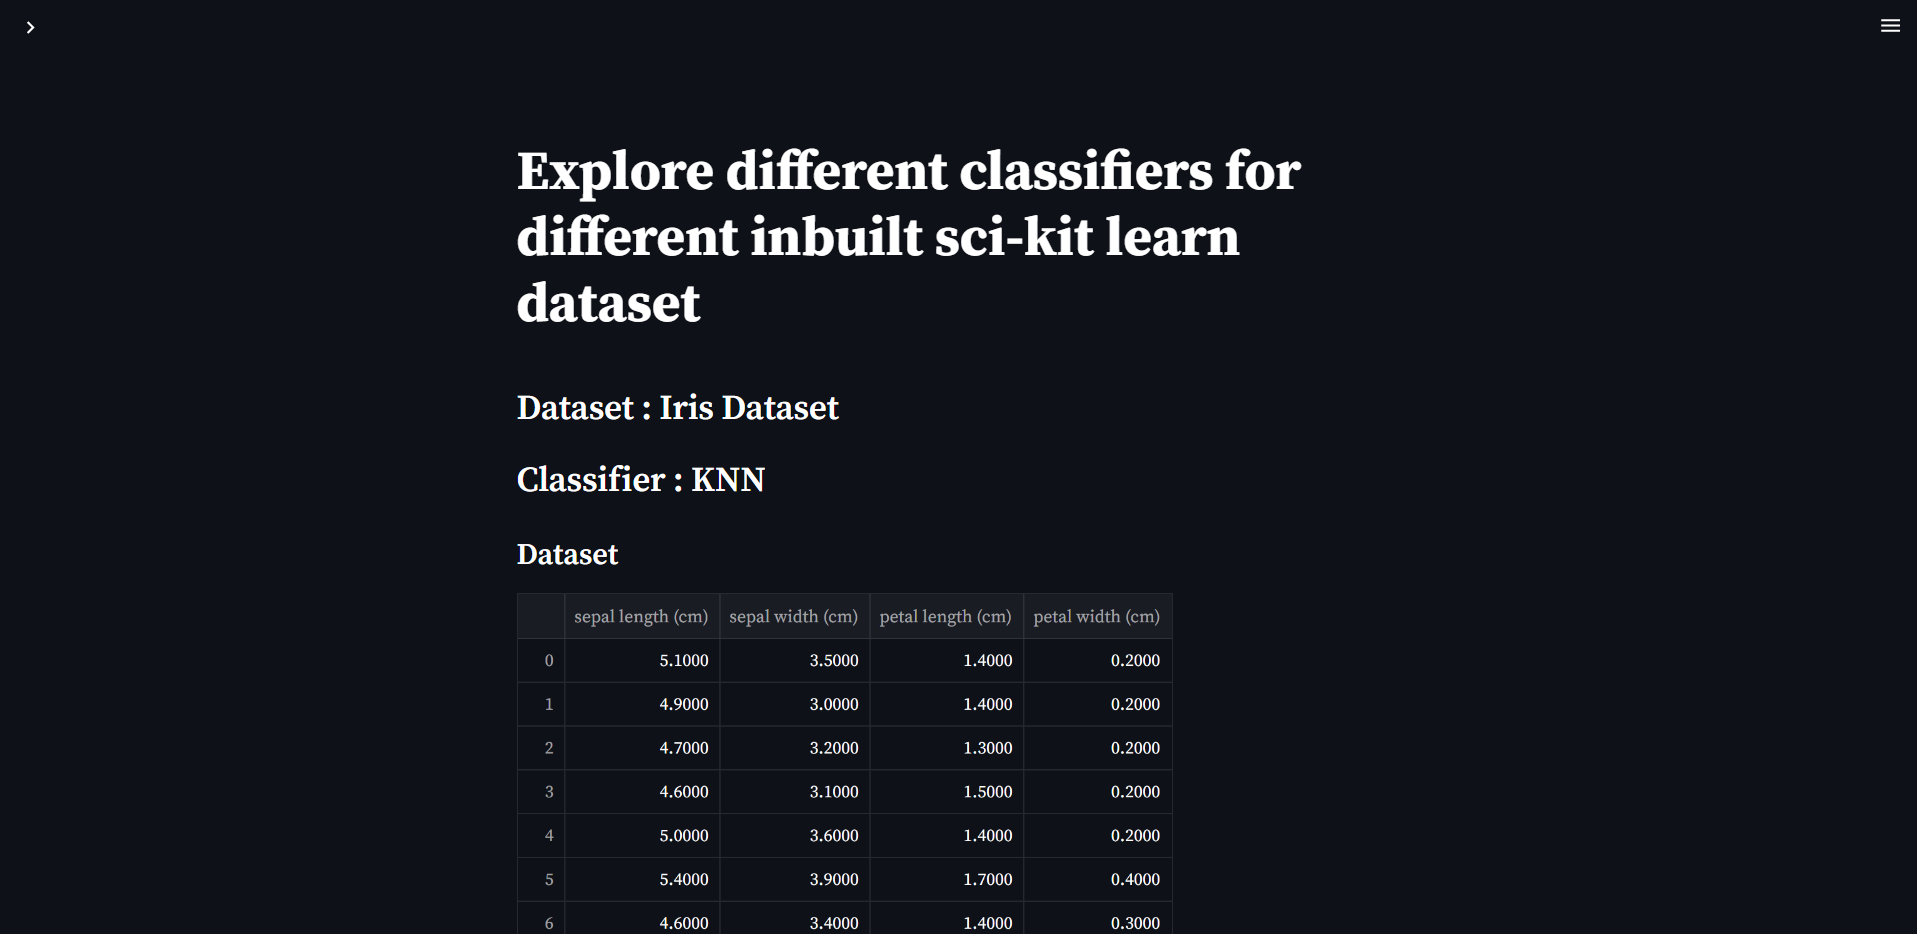 Explore different classifiers for
different inbuilt sci-kit learn
dataset
Dataset : Iris Dataset
Classifier : KNN
Dataset
sepal length (cm) sepal width (cm) petal length (cm) petal width (cm)
0 5.1000 3.5000 1.4000 0.2000
1 4.9000 3.0000 1.4000 0.2000
2 4.7000 3.2000 1.3000 0.2000
3 4.6000 3.1000 1.5000 0.2000
4 5.0000 3.6000 1.4000 0.2000
5 5.4000 3.9000 1.7000 0.4000
6 4.6000 3.4000 1.4000 0.3000